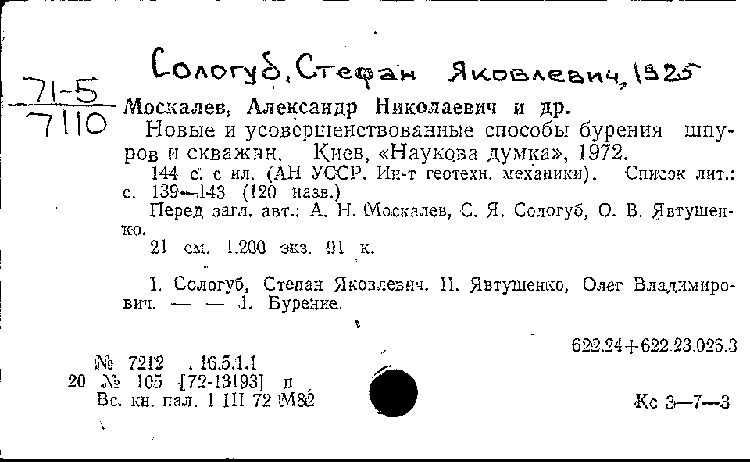 Сологуб, Стефан Яковлевич, 1925
71-5
7110
Москалев, Александр Николаевич и др.
Новые и усовершенствованные способы бурения шпу-
ров и скважин. Киев, «Наукова думка», 1972.
144 с. с ил. (АН УССР. Ин-т геотехн. механики). Список лит.:
с. 139—143 (120 назв.)
Перед загл. авт.: А. Н. Москалев, С. Я. Сологуб, О. В. Явтушен-
ко.
21 см. 1.200 экз. 91 к.
I. Сологуб, Степан Яковлевич. II. Явтушенко, Олег Владимиро-
вич. — — 1. Бурение.
622.24+622.23.026.3
№ 7212 16.5.1.1
20 № 105 [72-13193] п
Вс. кн. пал. 1 III 72 М82
Кс 3—7—3